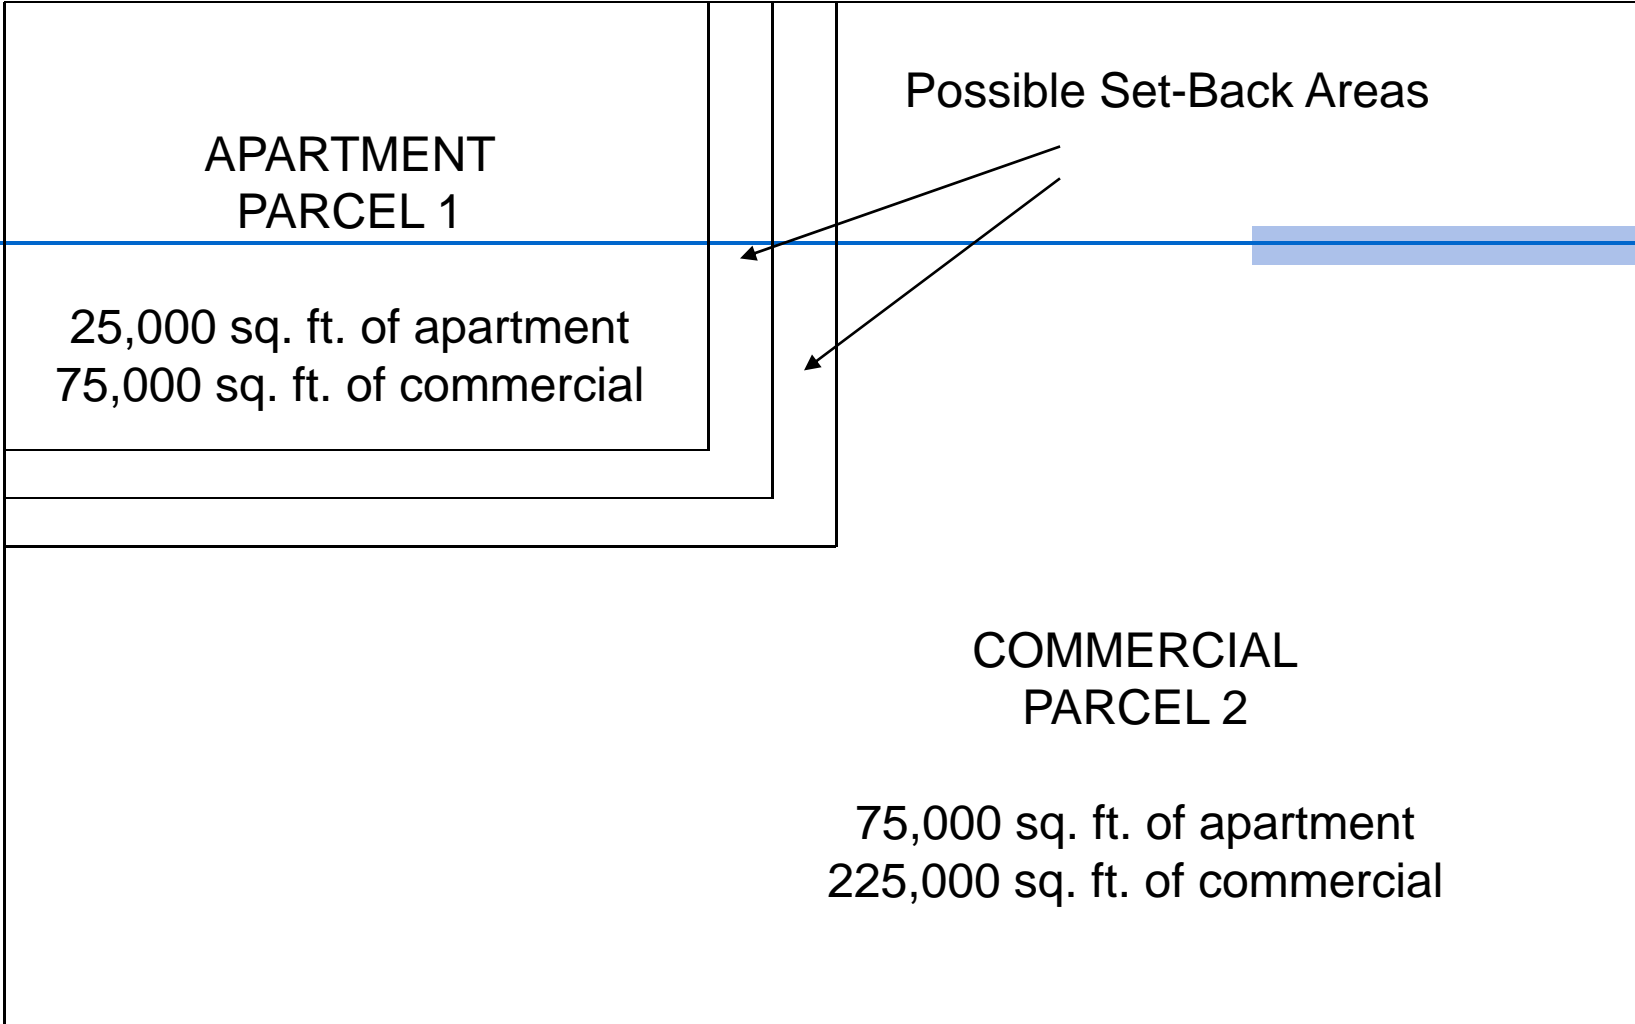 Possible Set-Back Areas
APARTMENT
PARCEL 1
25,000 sq. ft. of apartment
75,000 sq. ft. of commercial
COMMERCIAL
PARCEL 2
75,000 sq. ft. of apartment
225,000 sq. ft. of commercial